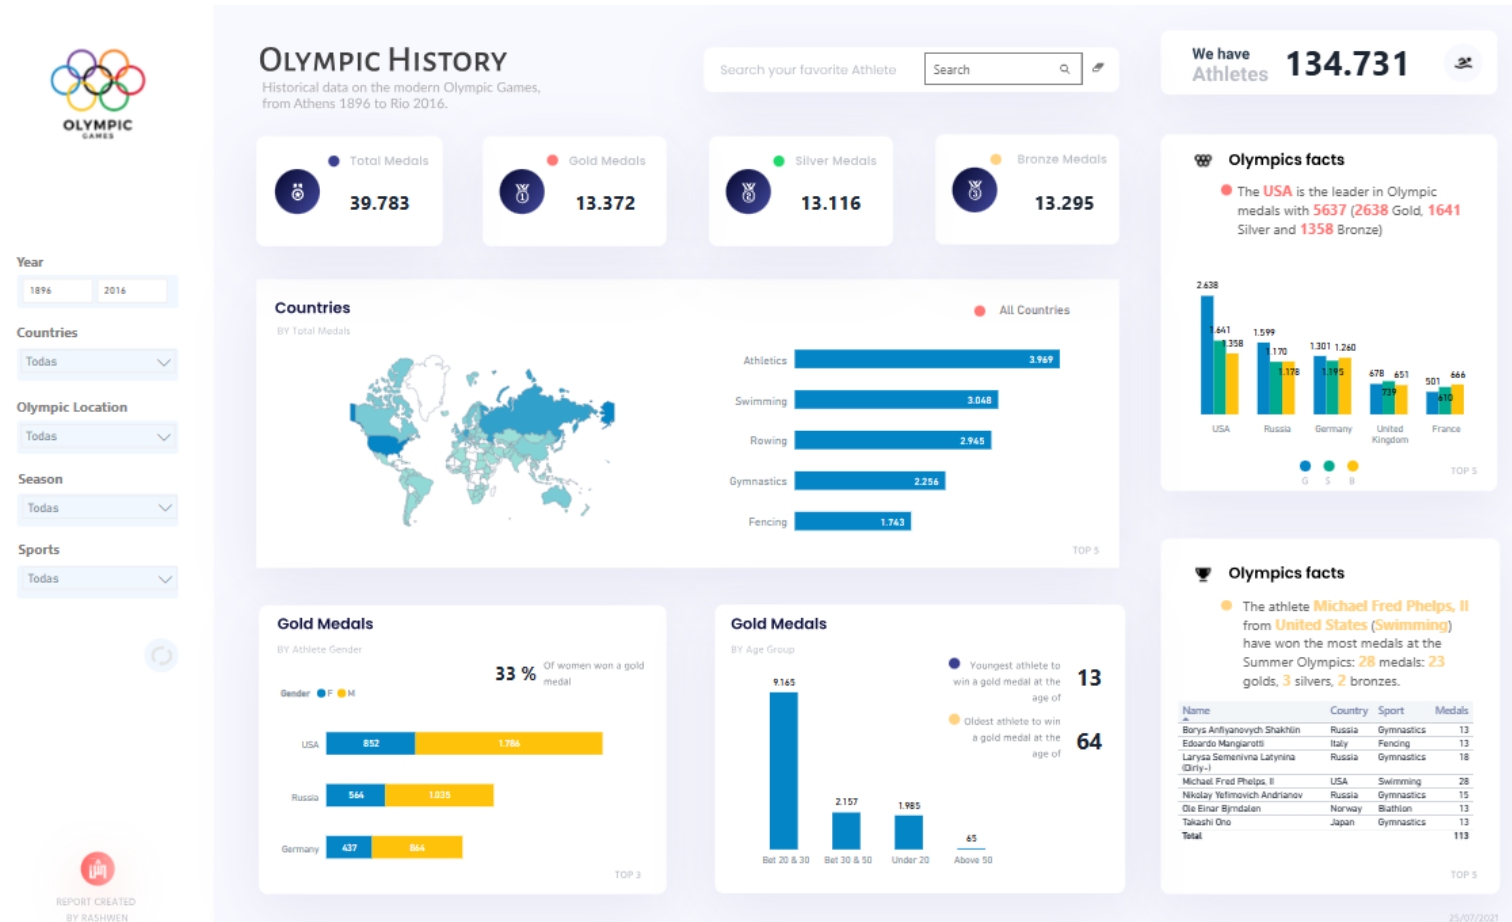 OLYMPIC
GAMES
Year
1896 2016
Countries
Todas
Olympic Location
Todas
Season
Todas
Sports
Todas
REPORT CREATED
BY RASHWEN
OLYMPIC HISTORY
Historical data on the modern Olympic Games,
from Athens 1896 to Rio 2016.
Search your favorite Athlete
Search
We have
Athletes
134.731
Total Medals
39.783
Gold Medals
13.372
Silver Medals
13.116
Bronze Medals
13.295
Countries
BY Total Medals
All Countries
Athletics 3.969
Swimming 3.048
Rowing 2.945
Gymnastics 2.256
Fencing 1.743
TOP 5
Gold Medals
BY Athlete Gender
33 %
Of women won a gold
medal
Gender F M
USA 852 1.786
Russia 564 1.035
Germany 437 864
TOP 3
Gold Medals
BY Age Group
Youngest athlete to
win a gold medal at the
age of
13
Oldest athlete to win
a gold medal at the
age of
64
9.165
2.157
1.985
65
Bet 20 & 30 Bet 30 & 50 Under 20 Above 50
Olympics facts
The USA is the leader in Olympic
medals with 5637 (2638 Gold, 1641
Silver and 1358 Bronze)
2.638 1.641 1.358
1.599 1.170 1.178
1.301 1.195 1.260
678 739 651
501 610 666
USA Russia Germany United
Kingdom
France
G S B
TOP 5
Olympics facts
The athlete Michael Fred Phelps, II
from United States (Swimming)
have won the most medals at the
Summer Olympics: 28 medals: 23
golds, 3 silvers, 2 bronzes.
Name Country Sport Medals
Borys Anfiyanovych Shakhlin Russia Gymnastics 13
Edoardo Mangiarotti Italy Fencing 13
Larysa Semenivna Latynina
(Diriy-) Russia Gymnastics 18
Michael Fred Phelps, II USA Swimming 28
Nikolay Yefimovich Andrianov Russia Gymnastics 15
Ole Einar Bjrndalen Norway Biathlon 13
Takashi Ono Japan Gymnastics 13
Total 113
TOP 5
25/07/2021